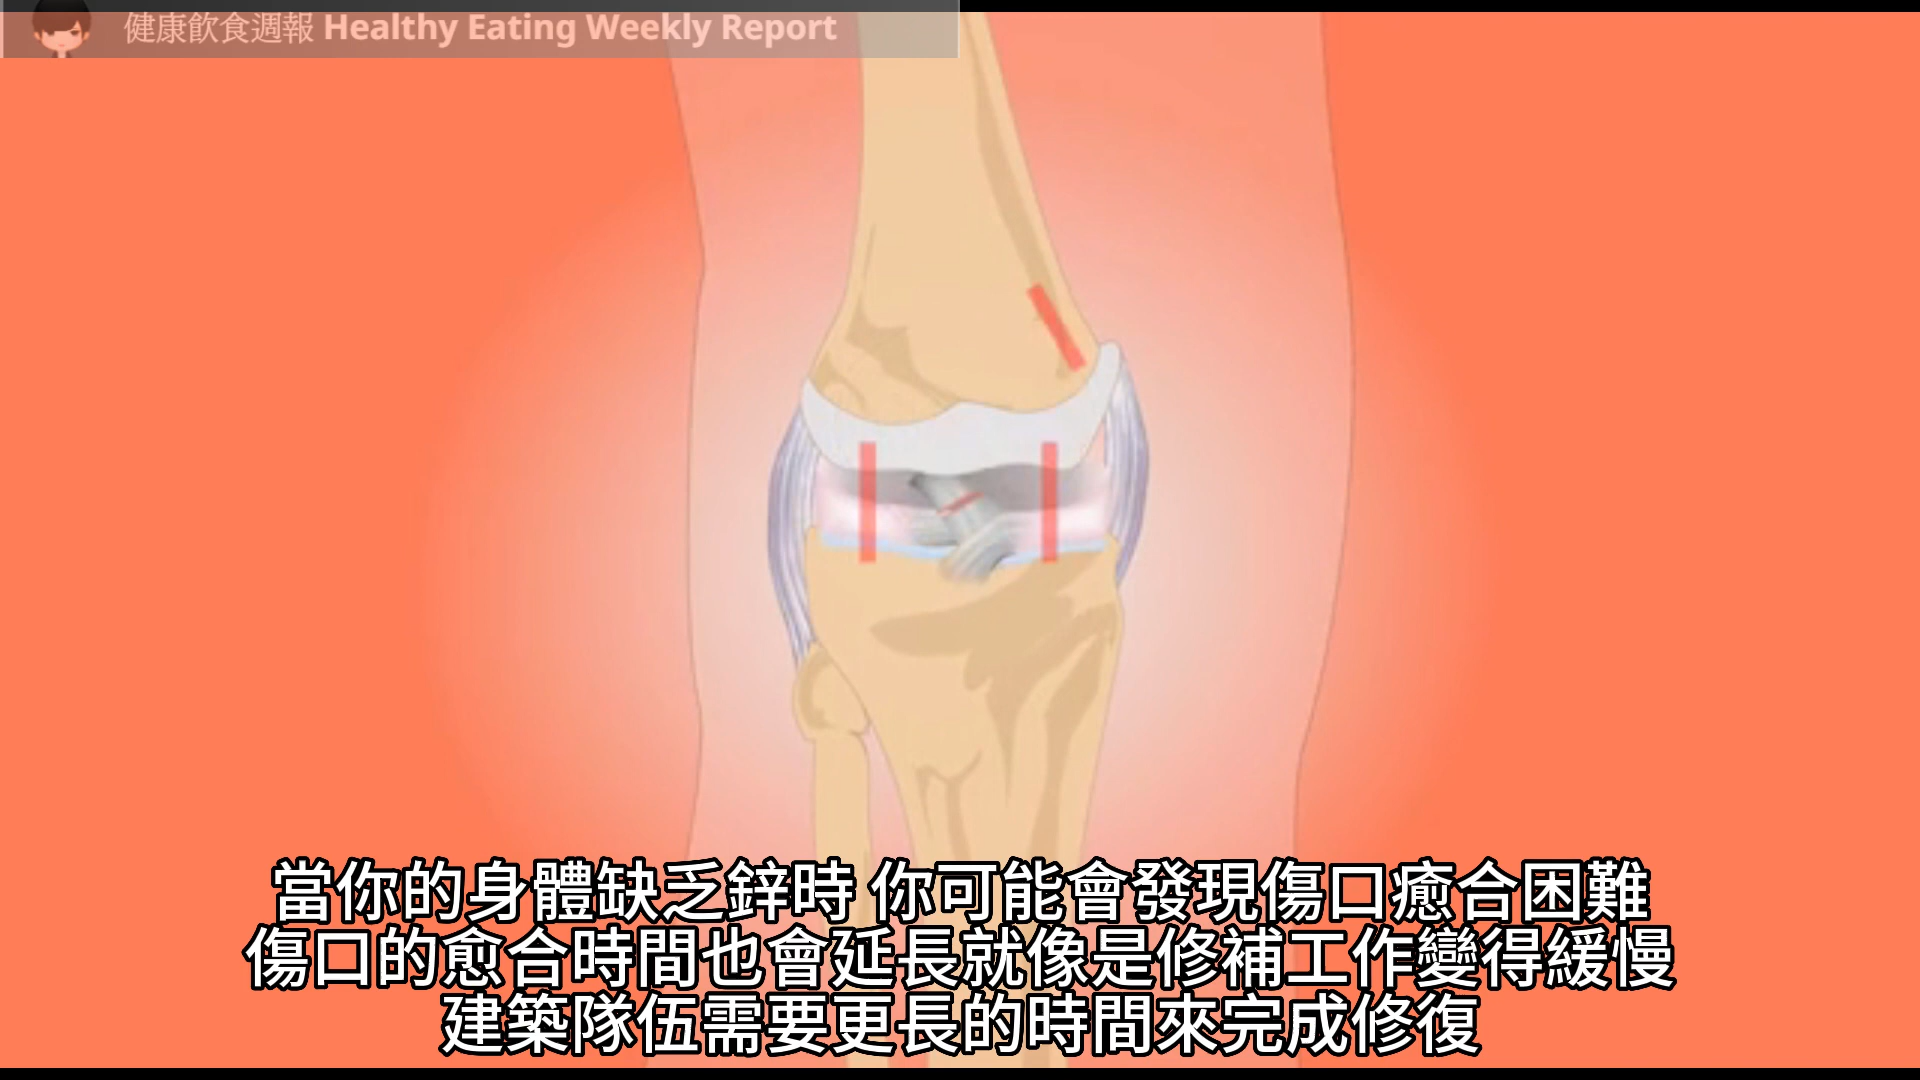 健康飲食週報 Healthy Eating Weekly Report
當你的身體缺乏鋅時 你可能會發現傷口癒合困難
傷口的愈合時間也會延長就像是修補工作變得緩慢
建築隊伍需要更長的時間來完成修復